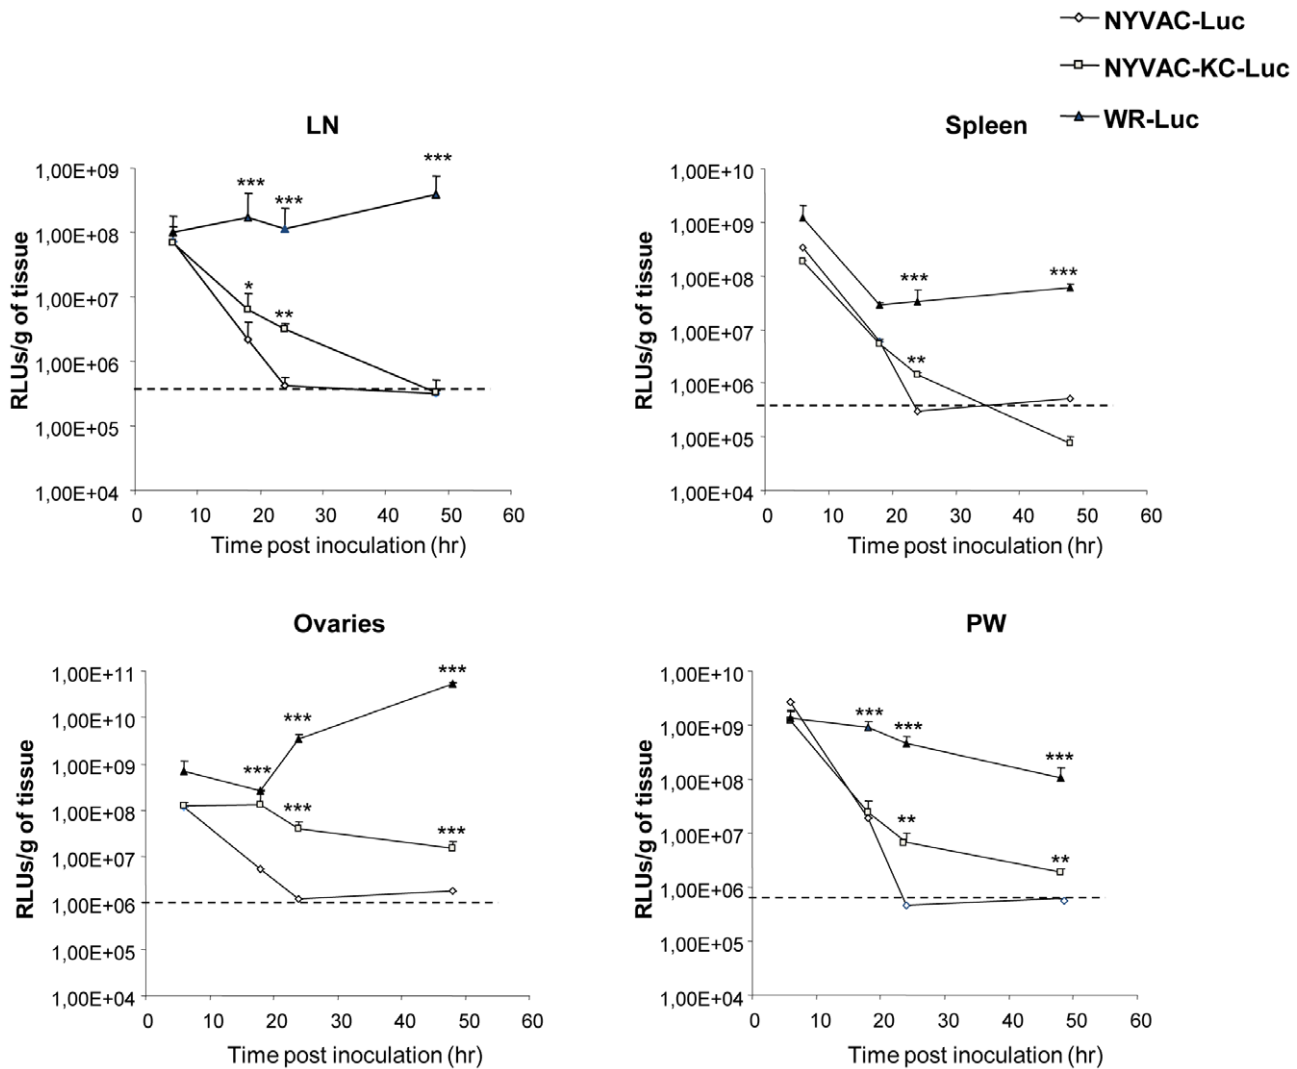 NYVAC-Luc
NYVAC-KC-Luc
WR-Luc
LN
RLUs/g of tissue
1,00E+09
1,00E+08
1,00E+07
1,00E+06
1,00E+05
1,00E+04
***
***
***
*
**
0 10 20 30 40 50 60
Time post inoculation (hr)
Spleen
RLUs/g of tissue
1,00E+10
1,00E+09
1,00E+08
1,00E+07
1,00E+06
1,00E+05
1,00E+04
***
***
**
0 10 20 30 40 50 60
Time post inoculation (hr)
Ovaries
RLUs/g of tissue
1,00E+11
1,00E+10
1,00E+09
1,00E+08
1,00E+07
1,00E+06
1,00E+05
1,00E+04
***
***
***
***
***
0 10 20 30 40 50 60
Time post inoculation (hr)
PW
RLUs/g of tissue
1,00E+10
1,00E+09
1,00E+08
1,00E+07
1,00E+06
1,00E+05
1,00E+04
***
***
***
**
**
0 10 20 30 40 50 60
Time post inoculation (hr)